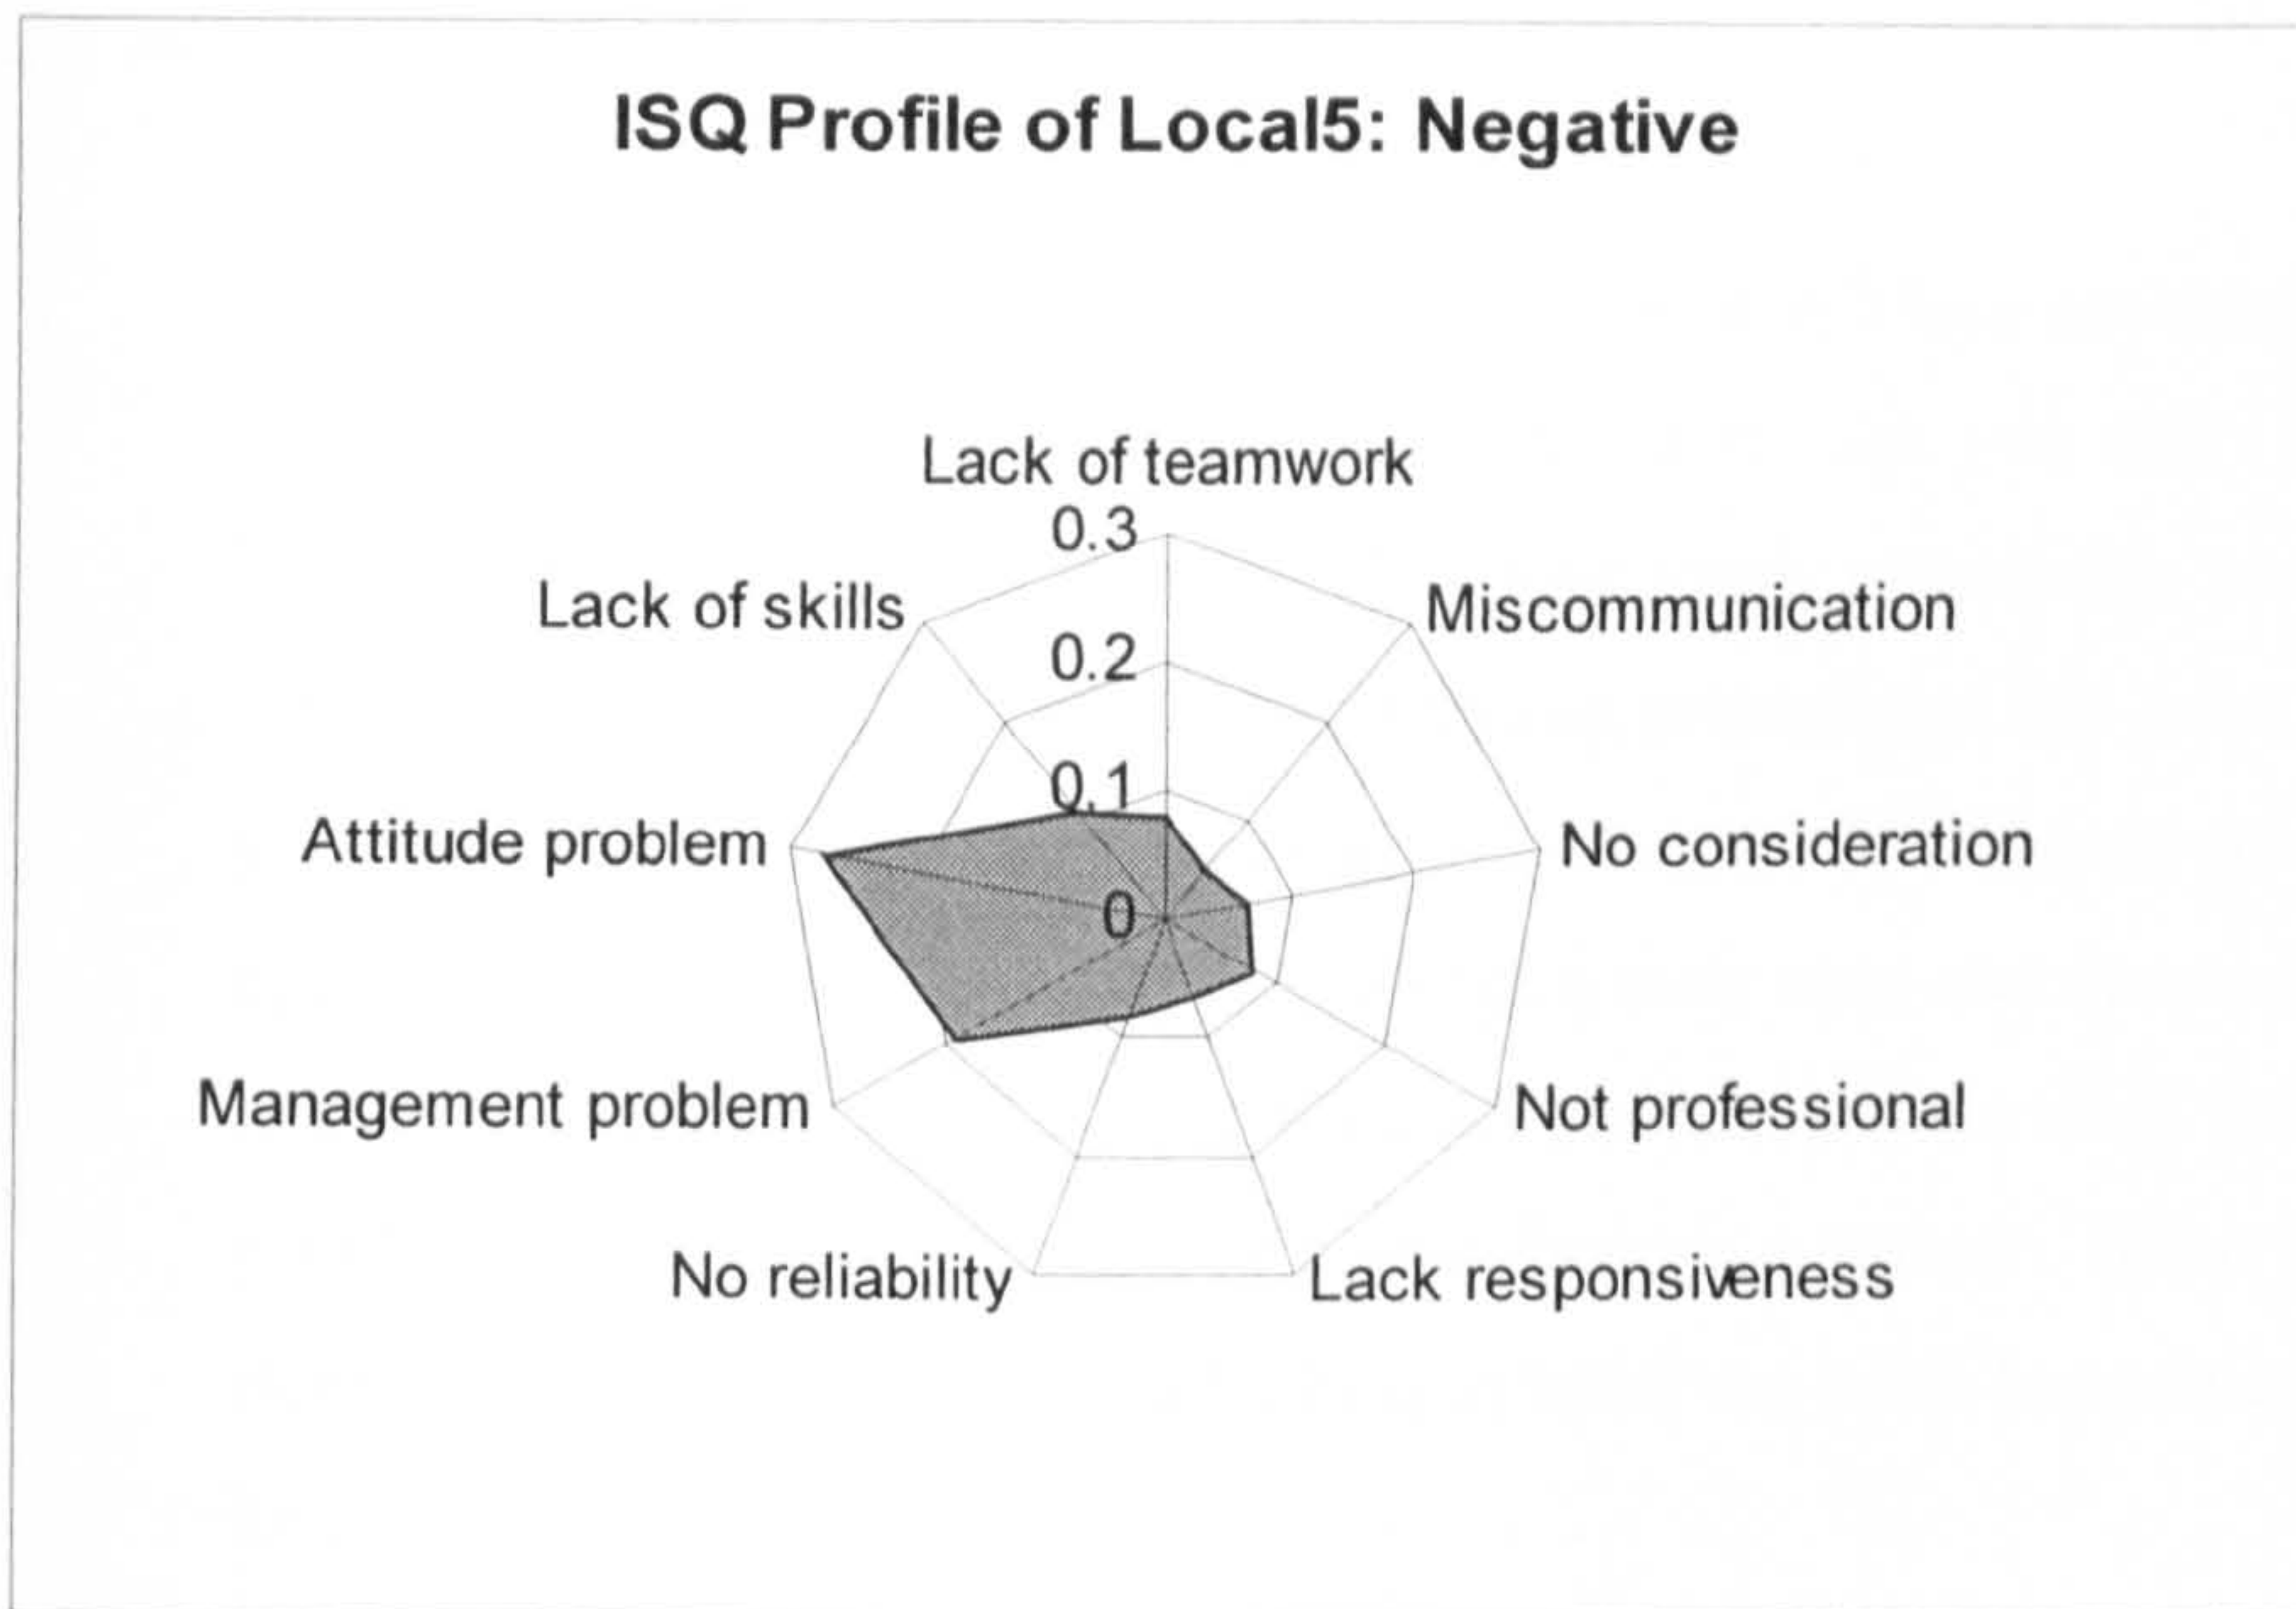 ISQ Profile of Local5: Negative
Lack of teamwork
0.3
Lack of skills
Miscommunication
0.2
0.1
Attitude problem
No consideration
0
Management problem
Not professional
No reliability
Lack responsiveness